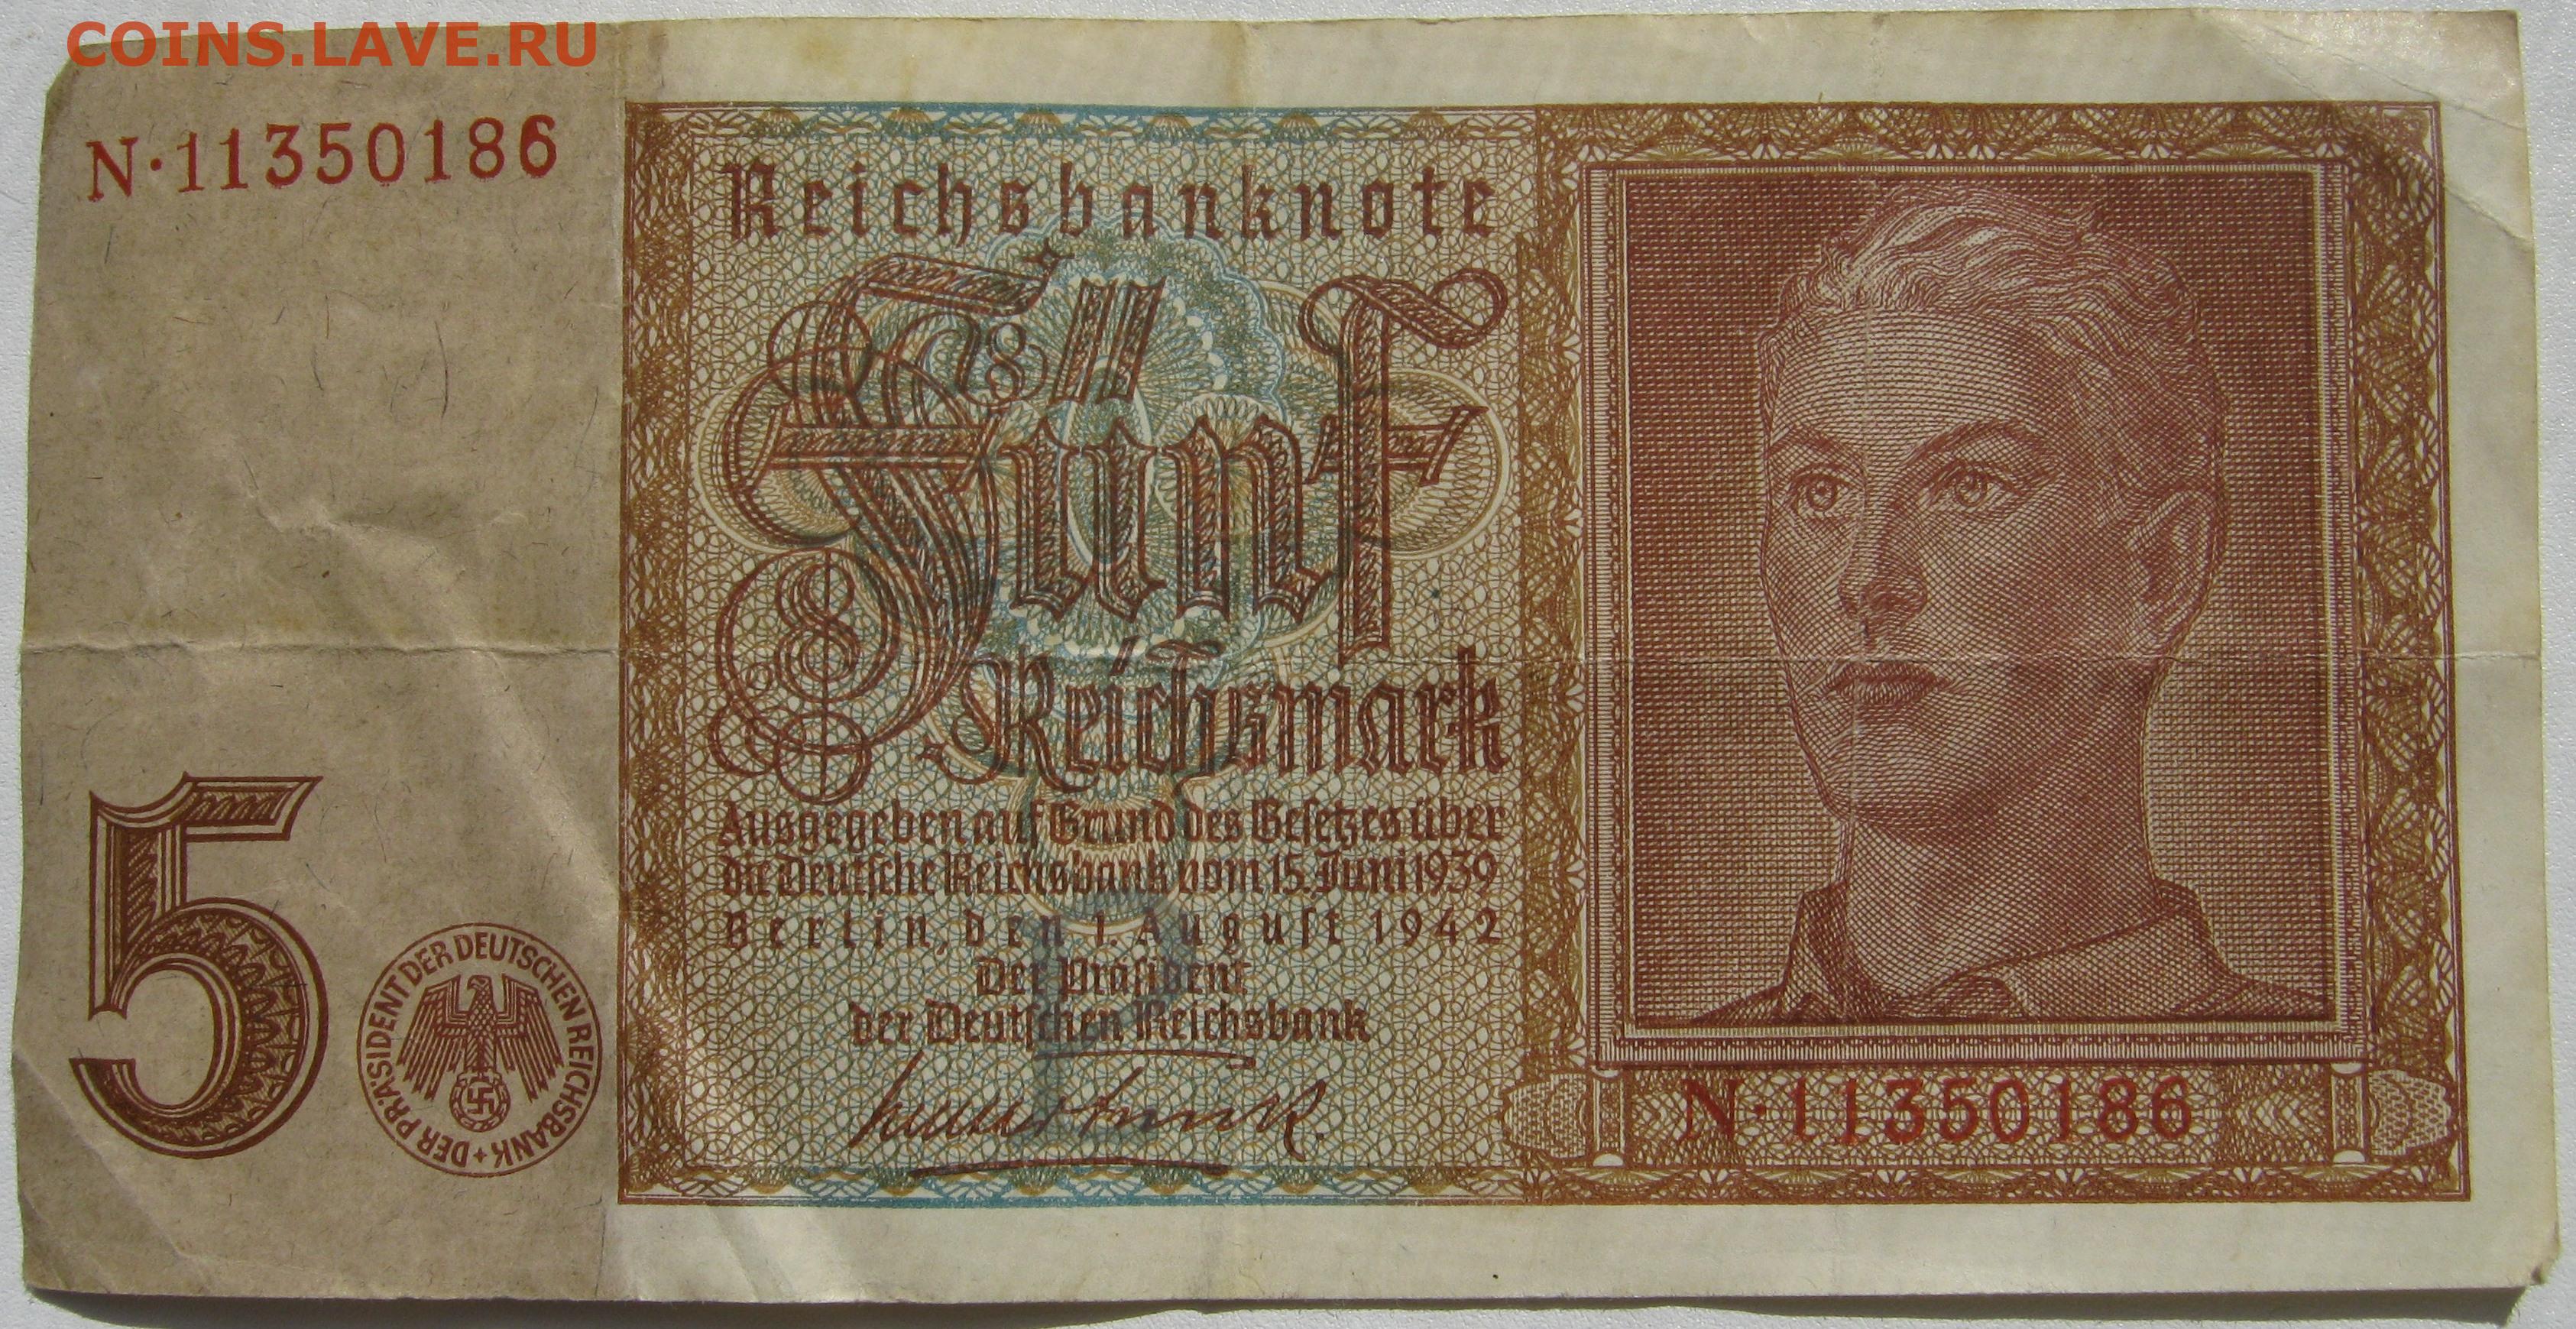 COINS.LAVE.RU
N·11350186
Reichsbanknote
Fünf
Reichsmark
Ausgegeben auf Grund des Gesetzes über
die Deutsche Reichsbank vom 15. Juni 1939
Berlin, den 1. August 1942
Der Präsident
der Deutschen Reichsbank
5
DER PRÄSIDENT DER DEUTSCHEN REICHSBANK
N·11350186